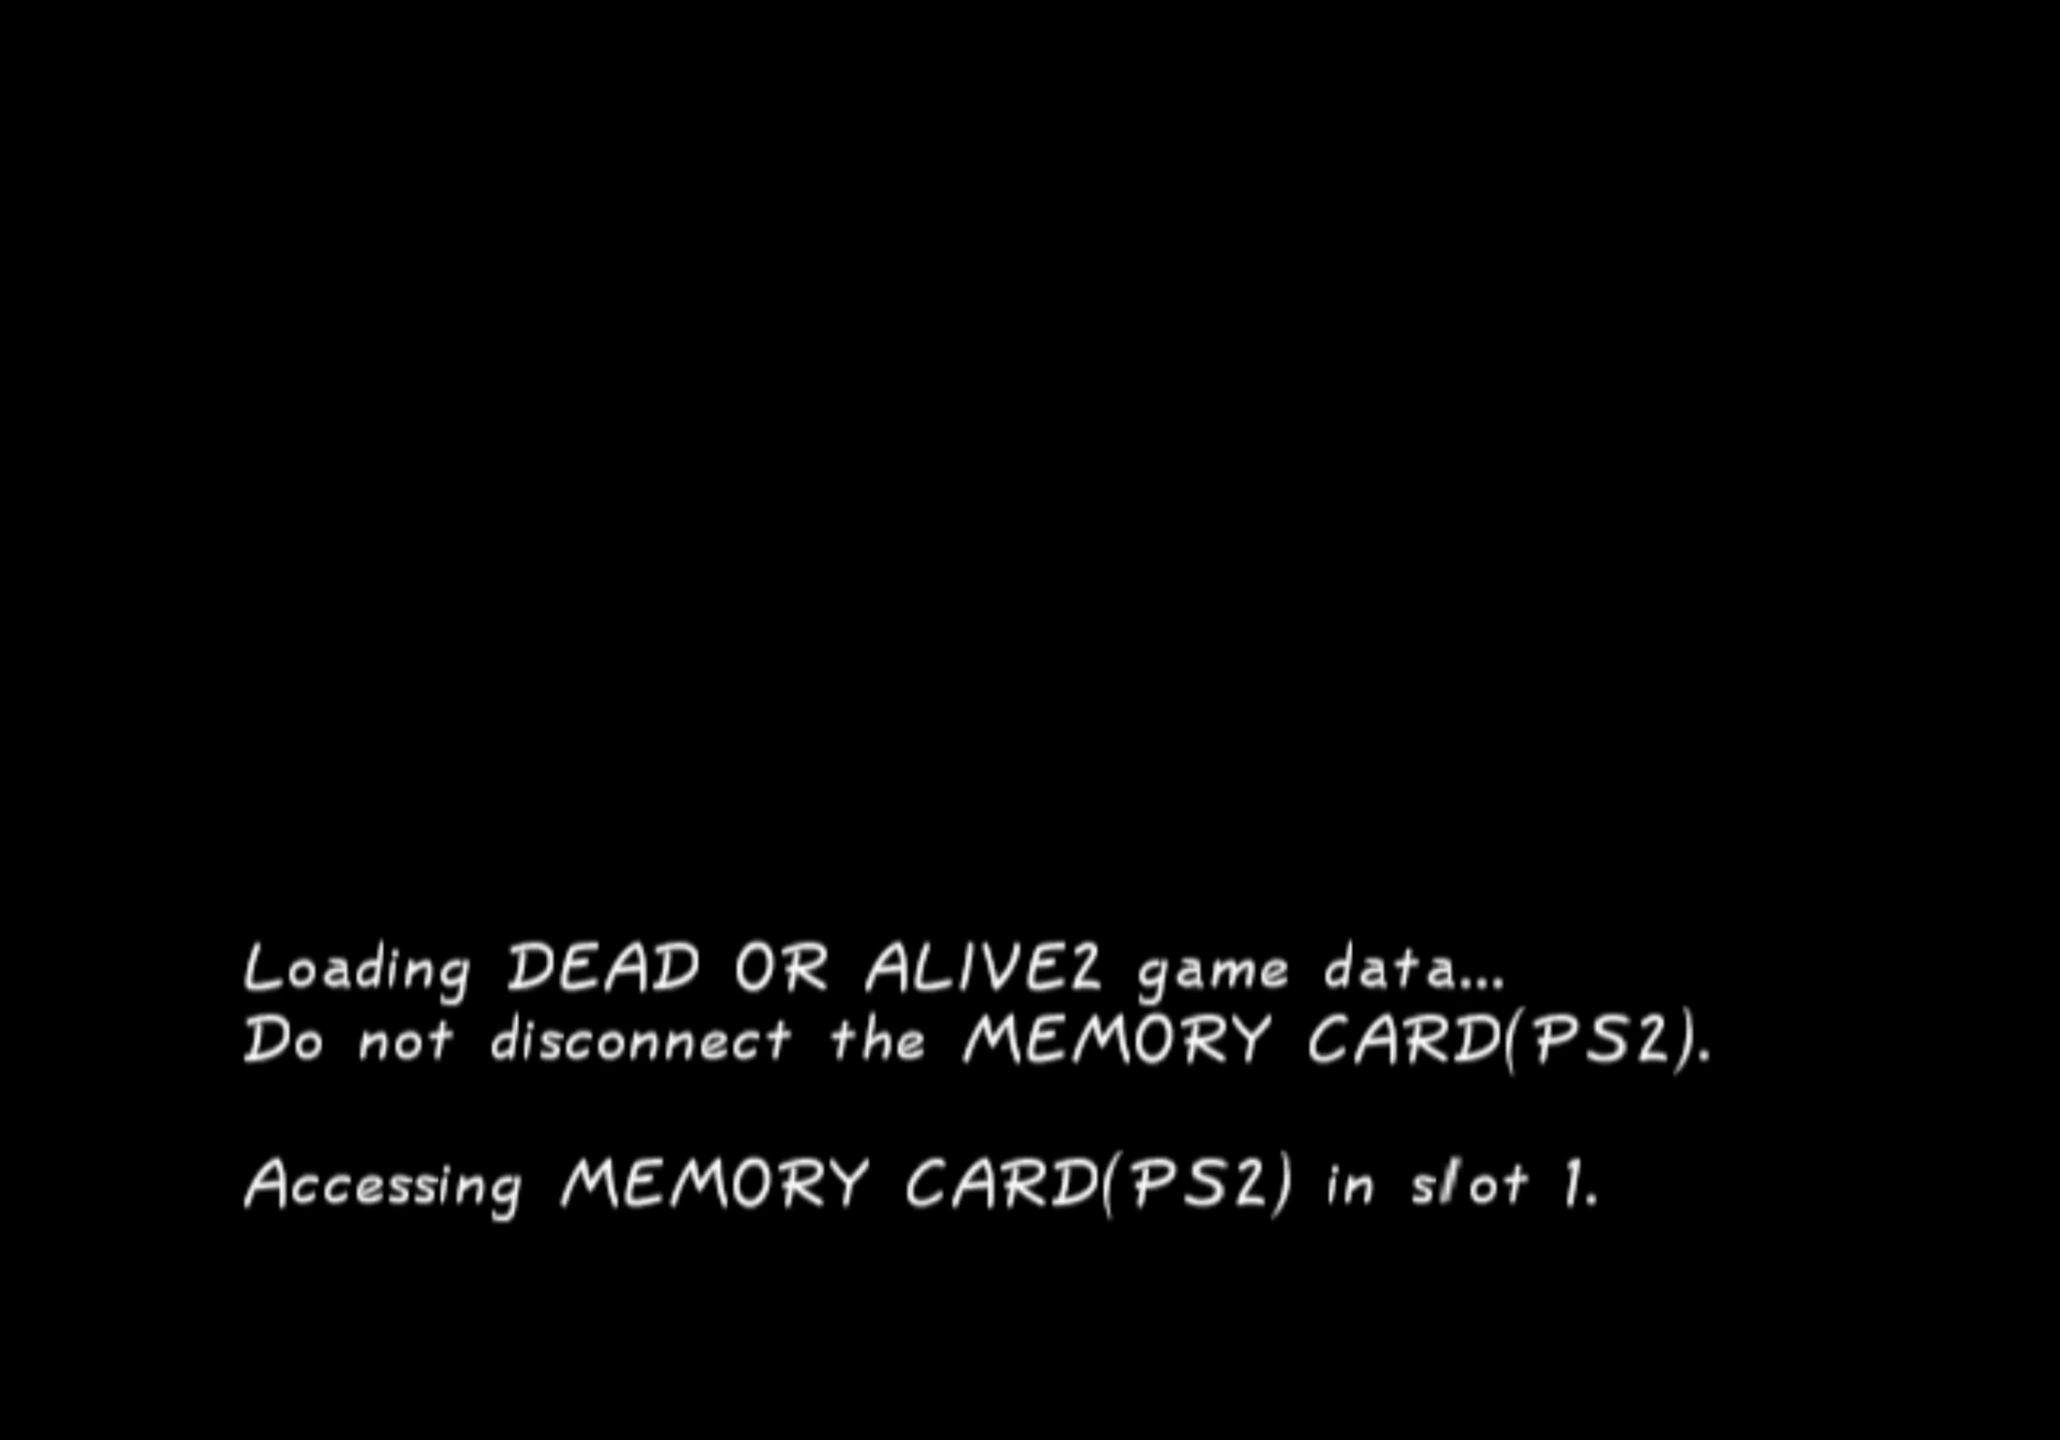 Loading DEAD OR ALIVE2 game data...
Do not disconnect the MEMORY CARD(PS2).
Accessing MEMORY CARD(PS2) in slot 1.